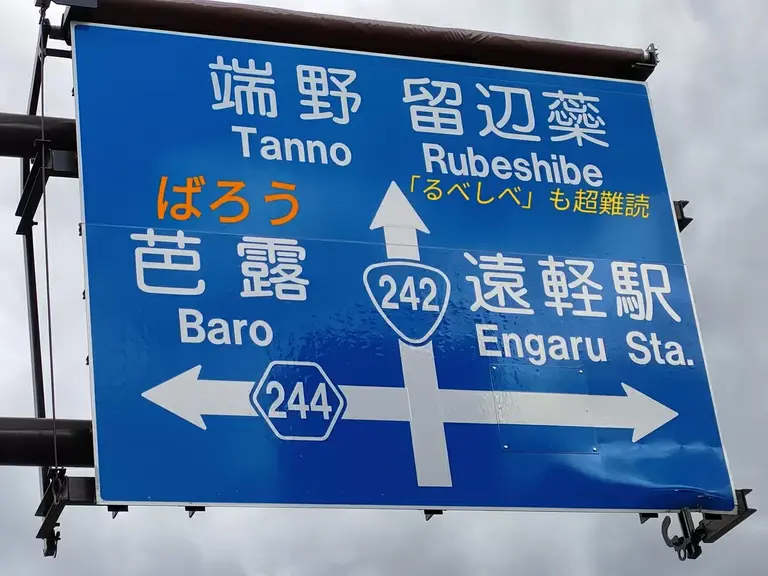 端野 留辺蘂
Tanno Rubeshibe
ばろう 「るべしべ」も超難読
芭露 242 遠軽駅
Baro Engaru Sta.
244